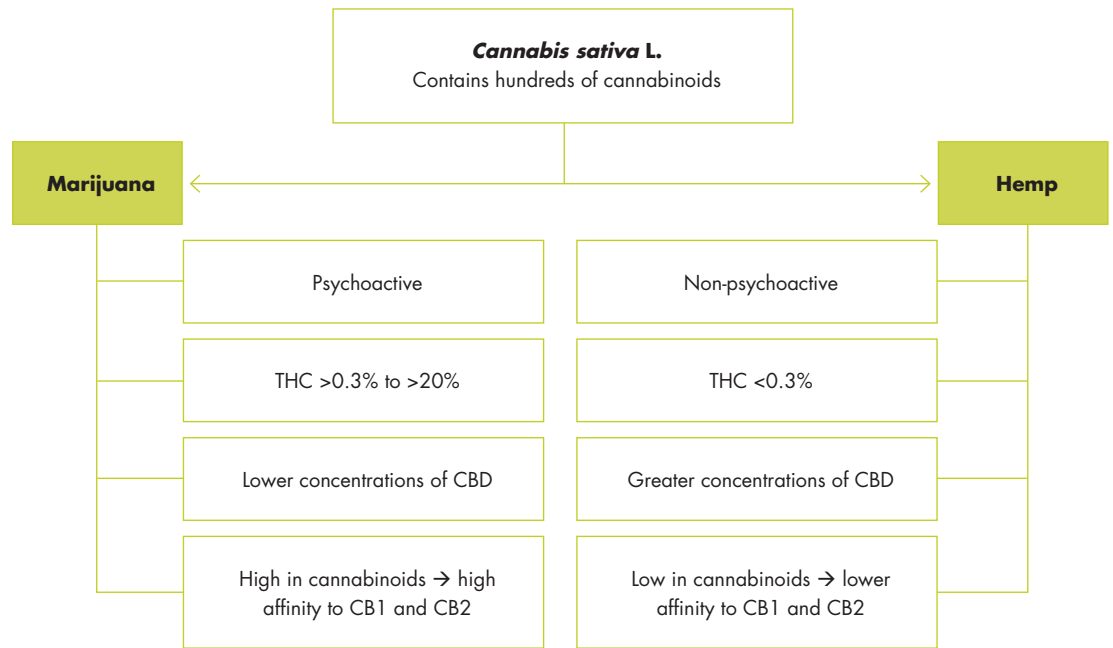 Cannabis sativa L.
Contains hundreds of cannabinoids
Marijuana
Hemp
Psychoactive
Non-psychoactive
THC >0.3% to >20%
THC <0.3%
Lower concentrations of CBD
Greater concentrations of CBD
High in cannabinoids → high
affinity to CB1 and CB2
Low in cannabinoids → lower
affinity to CB1 and CB2